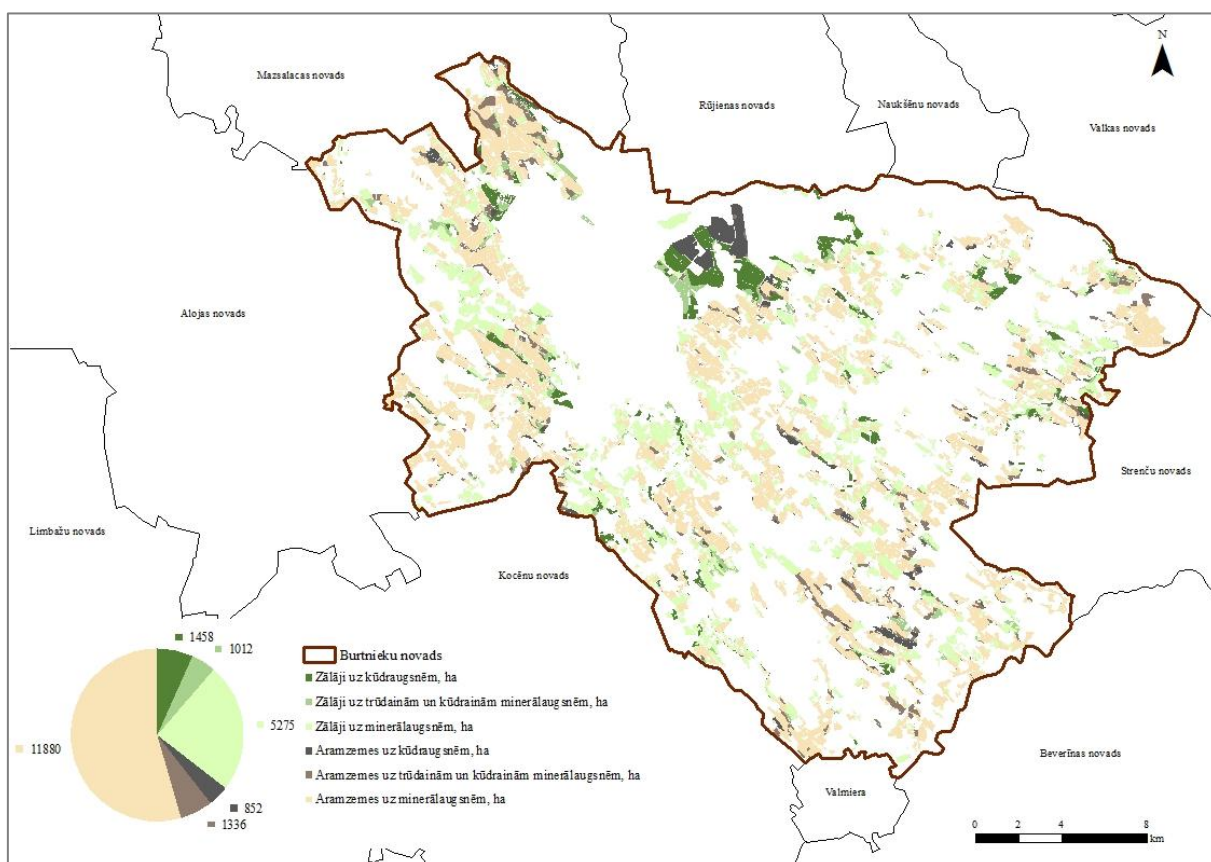 N
Mazsalacas novads
Rūjienas novads
Naukšēnu novads
Valkas novads
Alojas novads
Strenču novads
Limbažu novads
Kocēnu novads
Beverīnas novads
Valmiera
1458
1012
5275
11880
852
1336
Burtnieku novads
Zālāji uz kūdraugsnēm, ha
Zālāji uz trūdainām un kūdrainām minerālaugsnēm, ha
Zālāji uz minerālaugsnēm, ha
Aramzemes uz kūdraugsnēm, ha
Aramzemes uz trūdainām un kūdrainām minerālaugsnēm, ha
Aramzemes uz minerālaugsnēm, ha
0 2 4 8
km